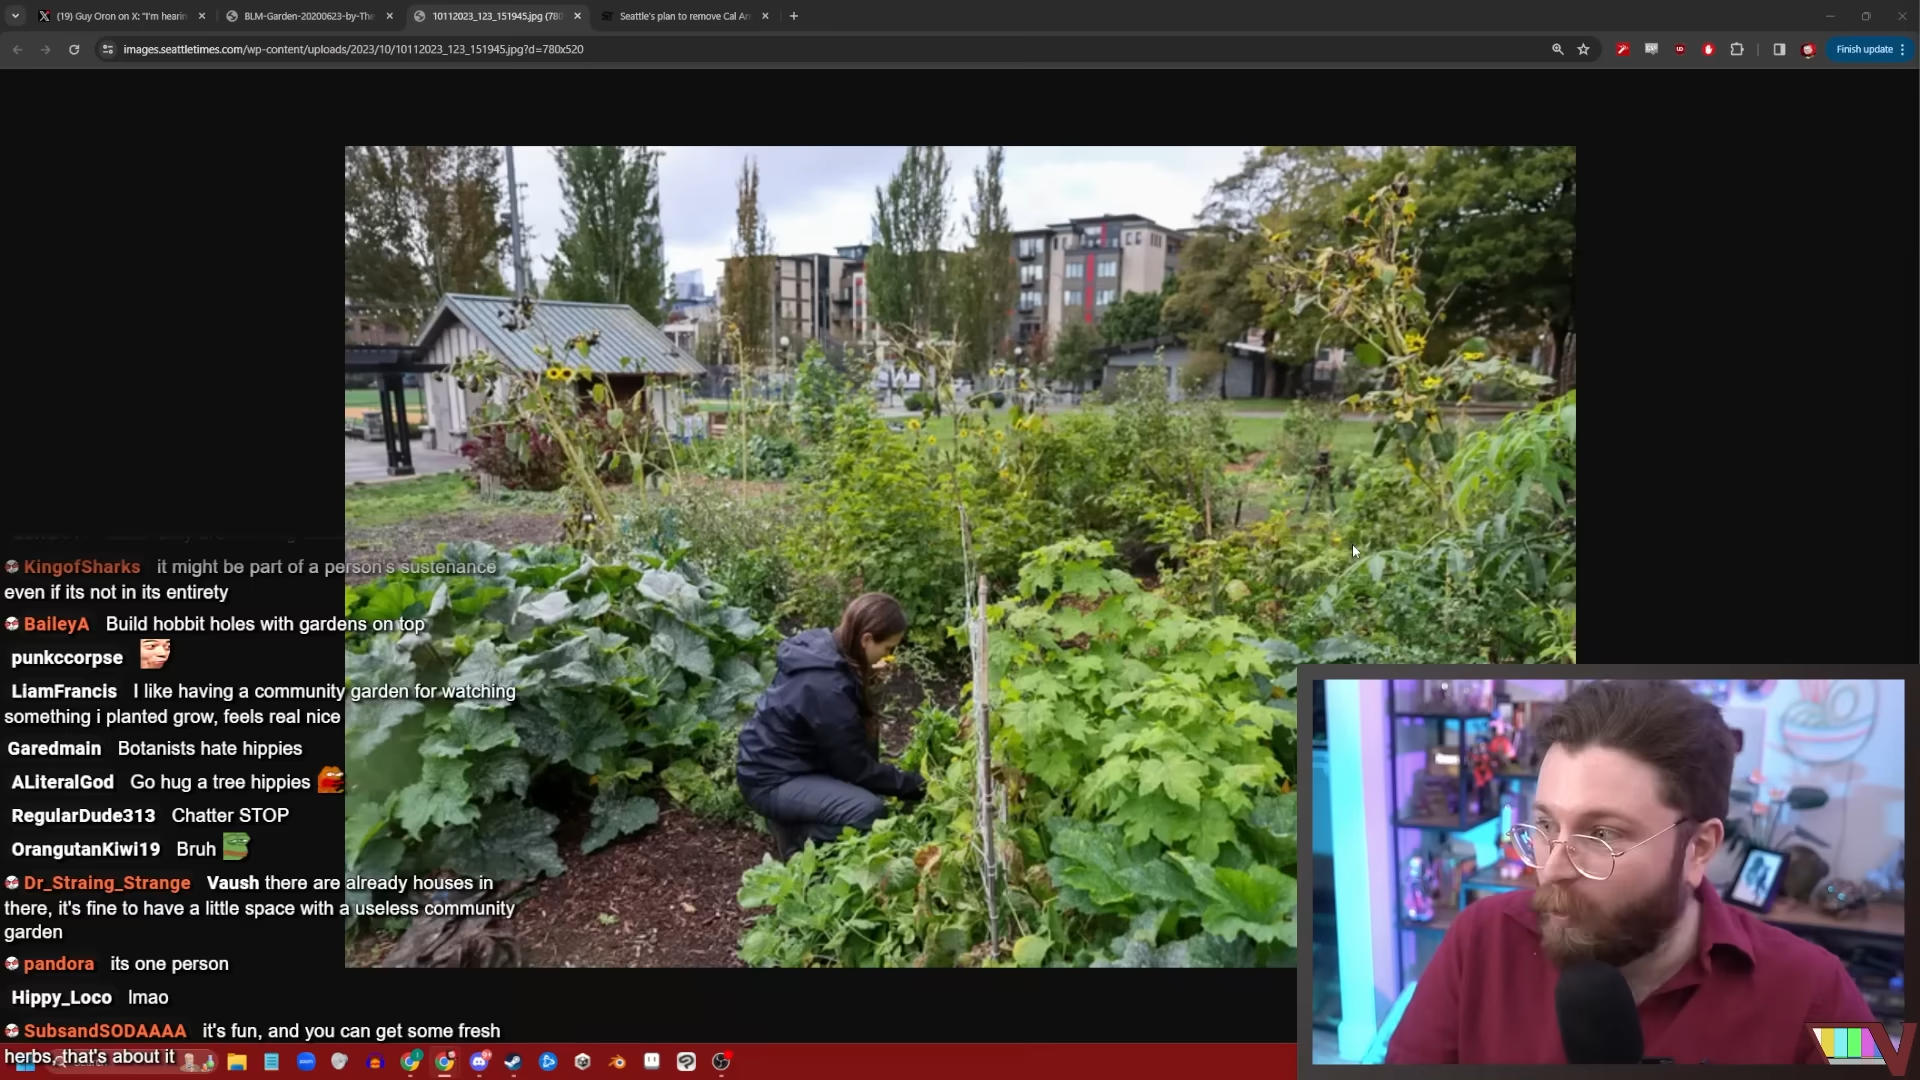 (19) Guy Oron on X: "I'm hearin
BLM-Garden-20200623-by-The
10112023_123_151945.jpg (780
Seattle's plan to remove Cal An
images.seattletimes.com/wp-content/uploads/2023/10/10112023_123_151945.jpg?d=780x520
Finish update
KingofSharks it might be part of a person's sustenance
even if its not in its entirety
BaileyA Build hobbit holes with gardens on top
punkccorpse
LiamFrancis I like having a community garden for watching
something i planted grow, feels real nice
Garedmain Botanists hate hippies
ALiteralGod Go hug a tree hippies
RegularDude313 Chatter STOP
OrangutanKiwi19 Bruh
Dr_Straing_Strange Vaush there are already houses in
there, it's fine to have a little space with a useless community
garden
pandora its one person
Hippy_Loco lmao
SubsandSODAAAA it's fun, and you can get some fresh
herbs, that's about it